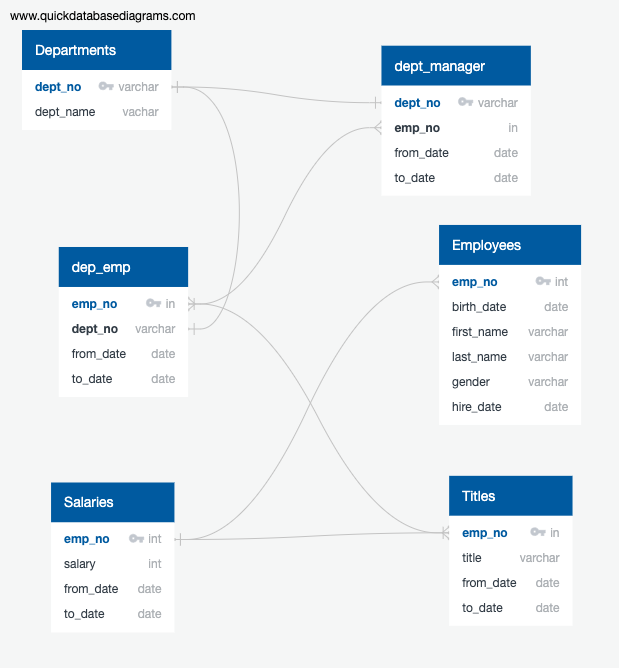 www.quickdatabasediagrams.com
Departments
dept_no varchar
dept_name vachar
dept_manager
dept_no varchar
emp_no in
from_date date
to_date date
dep_emp
emp_no in
dept_no varchar
from_date date
to_date date
Employees
emp_no int
birth_date date
first_name varchar
last_name varchar
gender varchar
hire_date date
Salaries
emp_no int
salary int
from_date date
to_date date
Titles
emp_no in
title varchar
from_date date
to_date date